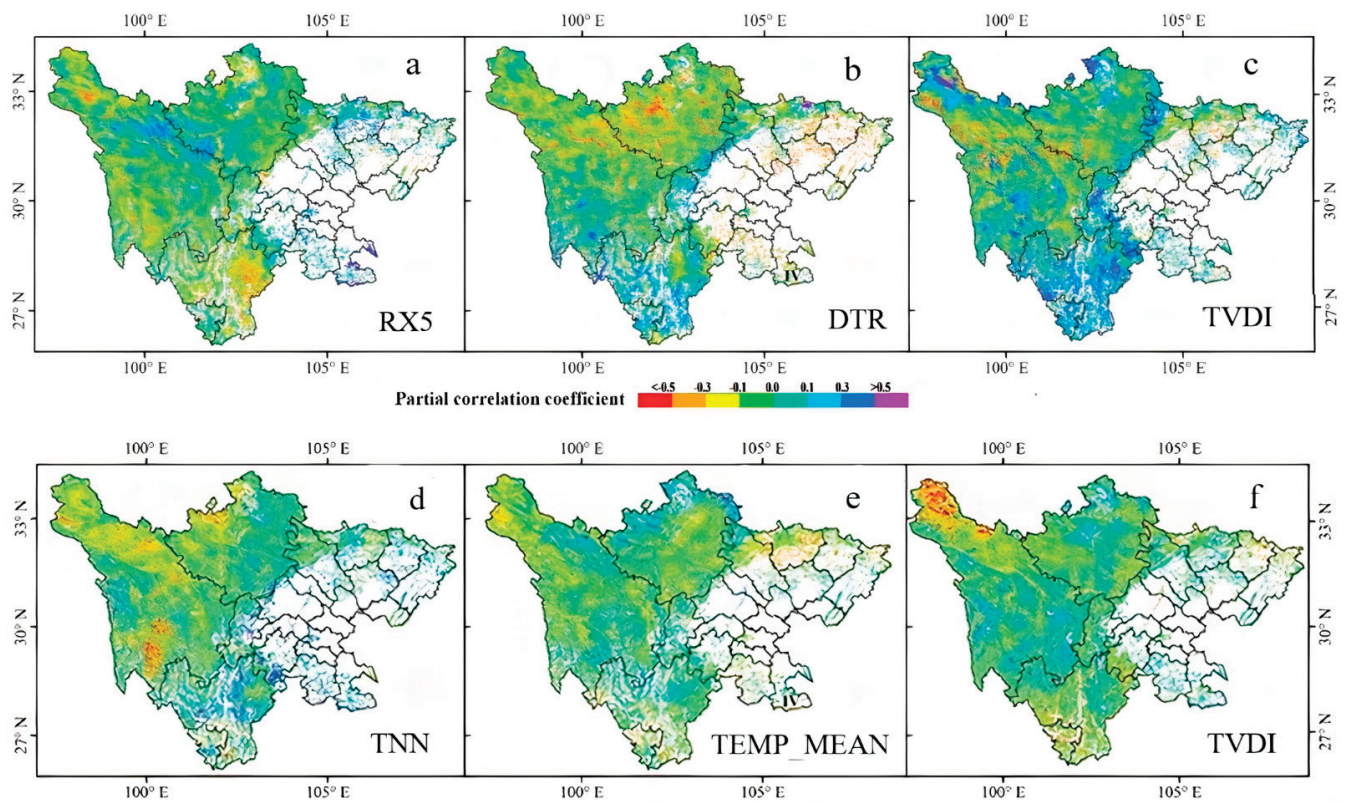 100° E 105° E 100° E 105° E 100° E 105° E
a b c
33° N 33° N
30° N 30° N
27° N 27° N
IV
RX5 DTR TVDI
100° E 105° E 100° E 105° E 100° E 105° E
<-0.5 -0.3 -0.1 0.0 0.1 0.3 >0.5
Partial correlation coefficient
100° E 105° E 100° E 105° E 100° E 105° E
d e f
33° N 33° N
30° N 30° N
IV
27° N 27° N
TNN TEMP_MEAN TVDI
100° E 105° E 100° E 105° E 100° E 105° E